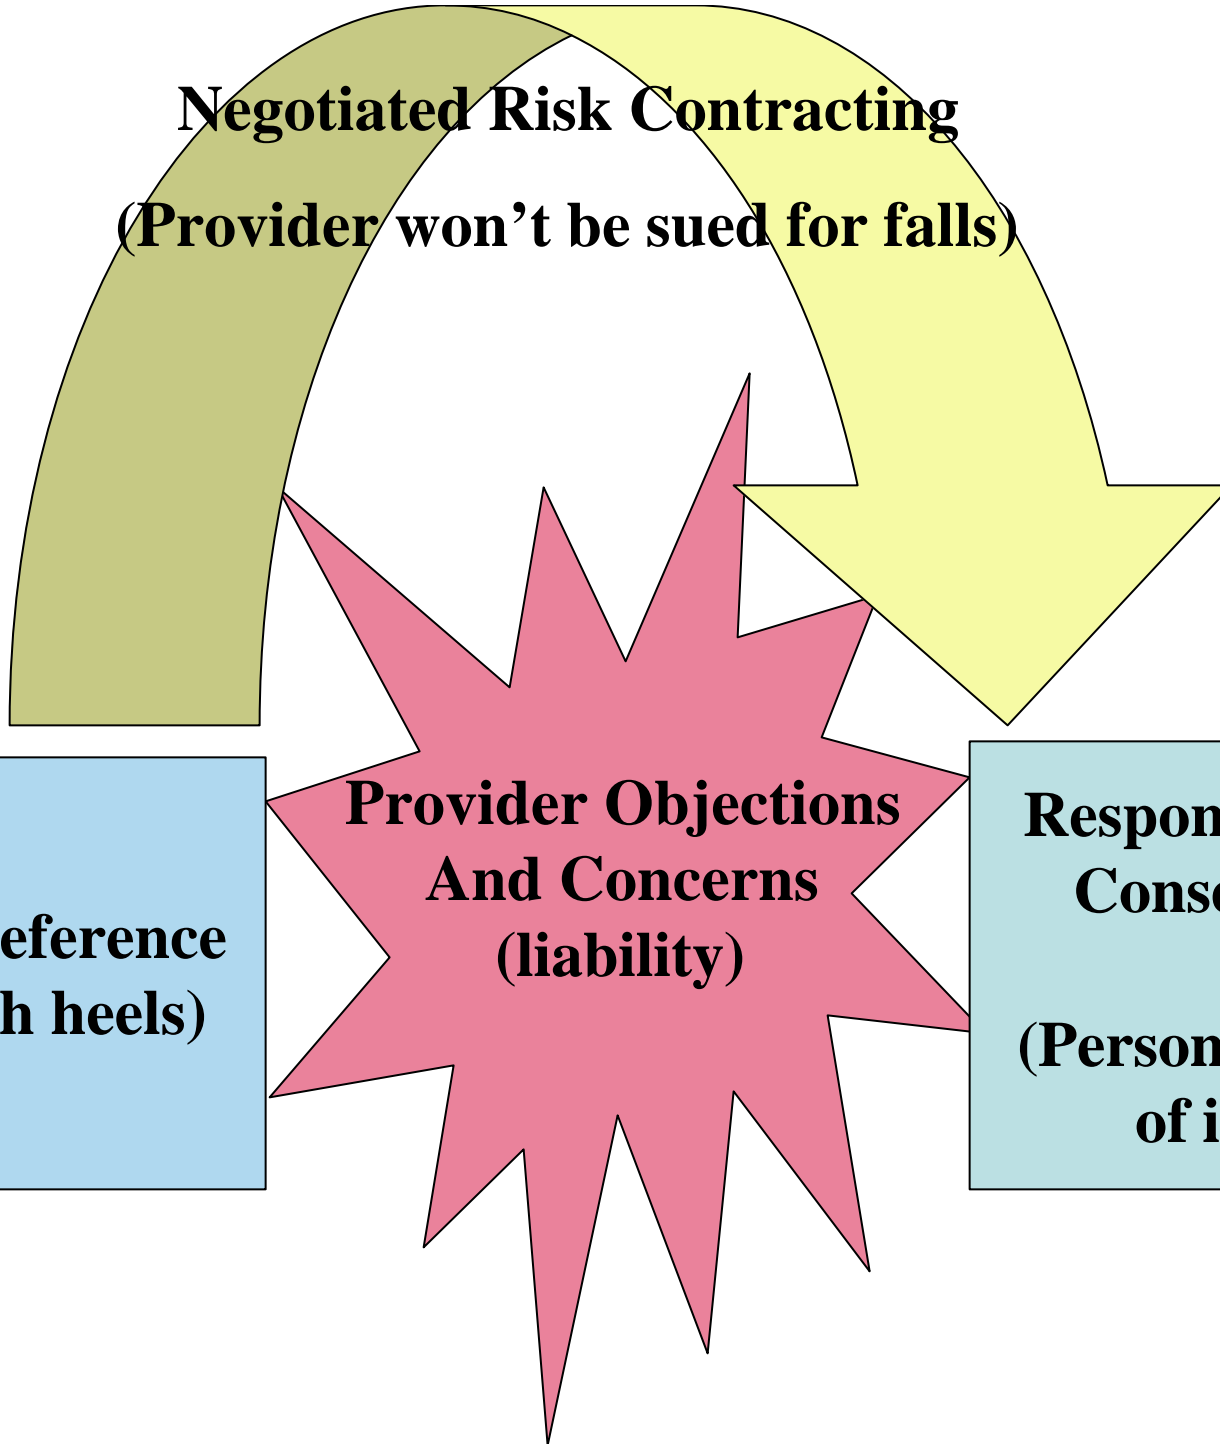 Negotiated Risk Contracting
(Provider won’t be sued for falls)
eference
h heels)
Provider Objections
And Concerns
(liability)
Respon
Conse
(Person
of i